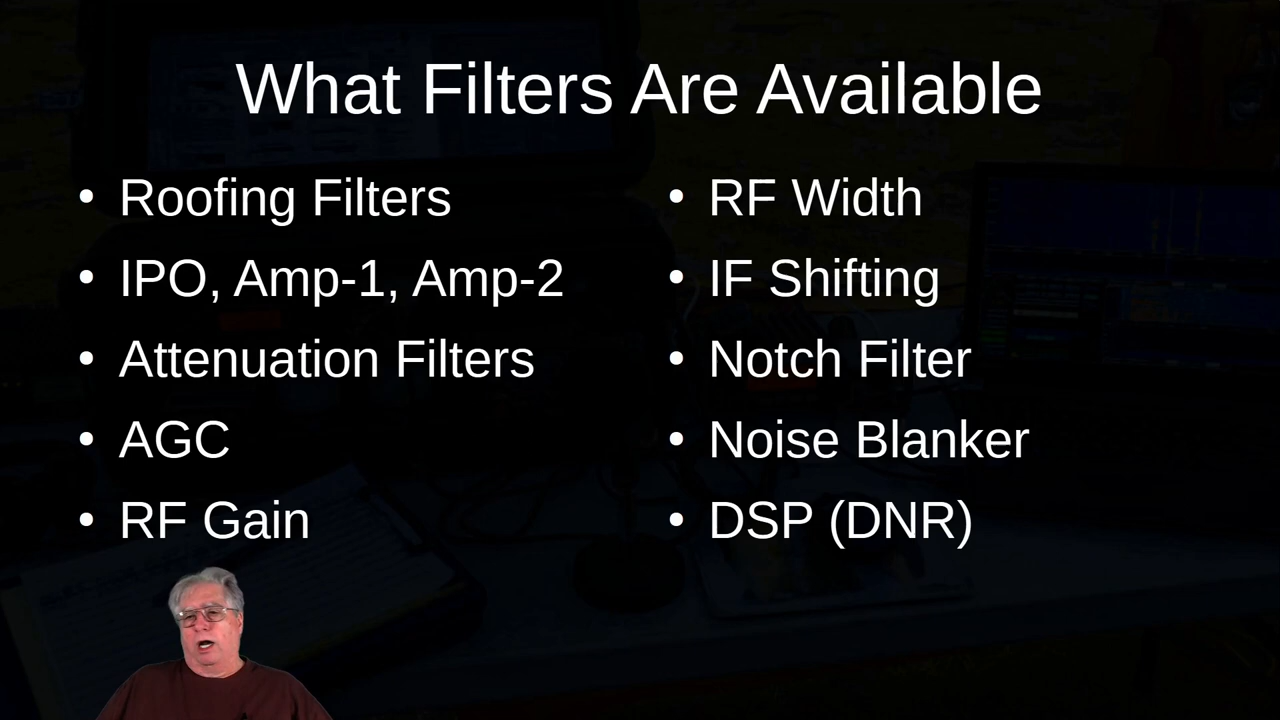 What Filters Are Available
• Roofing Filters
• IPO, Amp-1, Amp-2
• Attenuation Filters
• AGC
• RF Gain
• RF Width
• IF Shifting
• Notch Filter
• Noise Blanker
• DSP (DNR)